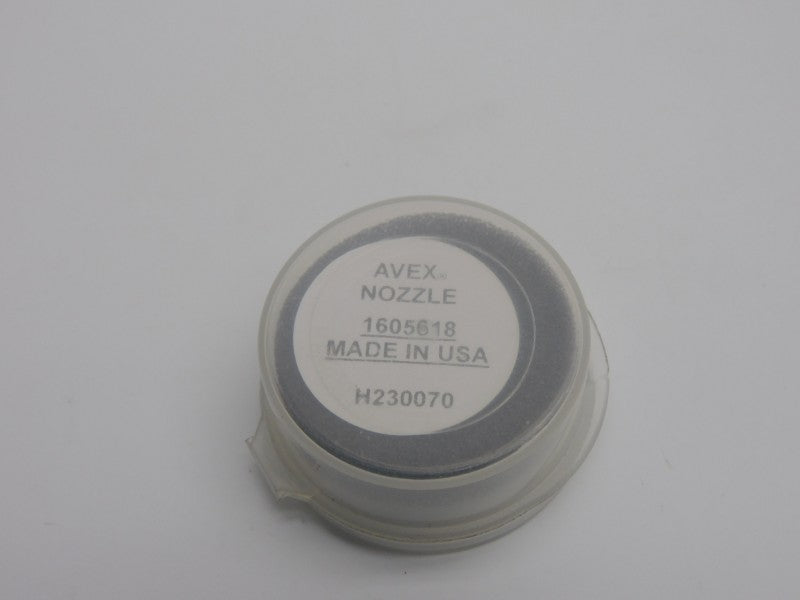 AVEX®
NOZZLE
1605618
MADE IN USA
H230070